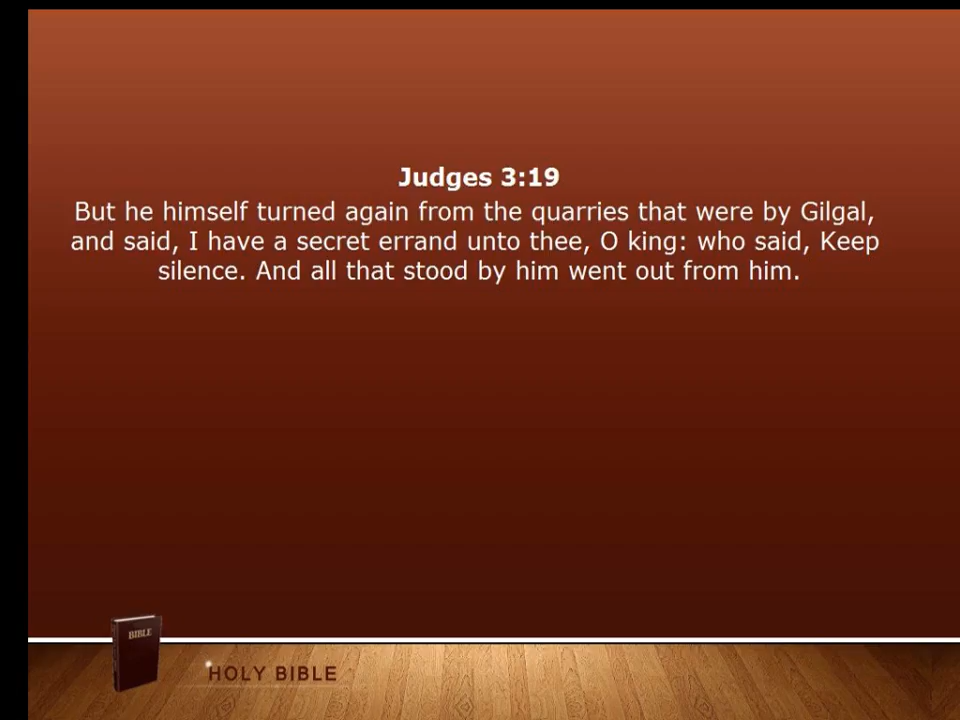 Judges 3:19
But he himself turned again from the quarries that were by Gilgal,
and said, I have a secret errand unto thee, O king: who said, Keep
silence. And all that stood by him went out from him.
BIBLE
HOLY BIBLE